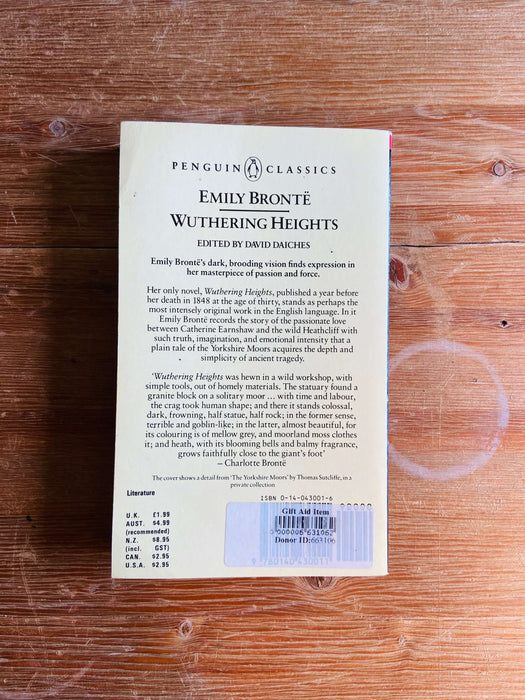 PENGUIN CLASSICS
EMILY BRONTË
WUTHERING HEIGHTS
EDITED BY DAVID DAICHES
Emily Brontë's dark, brooding vision finds expression in
her masterpiece of passion and force.
Her only novel, Wuthering Heights, published a year before
her death in 1848 at the age of thirty, stands as perhaps the
most intensely original work in the English language. In it
Emily Brontë records the story of the passionate love
between Catherine Earnshaw and the wild Heathcliff with
such truth, imagination, and emotional intensity that a
plain tale of the Yorkshire Moors acquires the depth and
simplicity of ancient tragedy.
'Wuthering Heights was hewn in a wild workshop, with
simple tools, out of homely materials. The statuary found a
granite block on a solitary moor ... with time and labour,
the crag took human shape; and there it stands colossal,
dark, frowning, half statue, half rock; in the former sense,
terrible and goblin-like; in the latter, almost beautiful, for
its colouring is of mellow grey, and moorland moss clothes
it; and heath, with its blooming bells and balmy fragrance,
grows faithfully close to the giant's foot'
– Charlotte Brontë
The cover shows a detail from 'The Yorkshire Moors' by Thomas Sutcliffe, in a
private collection
Literature
U.K. £1.99
AUST. $4.99
(recommended)
N.Z. $8.95
(incl. GST)
CAN. $2.95
U.S.A. $2.95
ISBN 0-14-043001-6
Gift Aid Item
Donor ID:663106
9 780140 430011